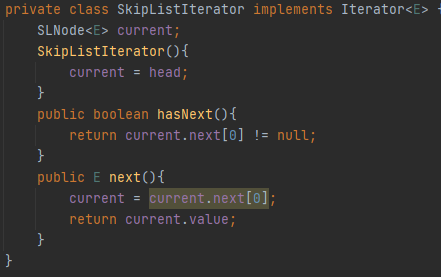 private class SkipListIterator implements Iterator<E> {
    SLNode<E> current;
    SkipListIterator(){
        current = head;
    }
    public boolean hasNext(){
        return current.next[0] != null;
    }
    public E next(){
        current = current.next[0];
        return current.value;
    }
}